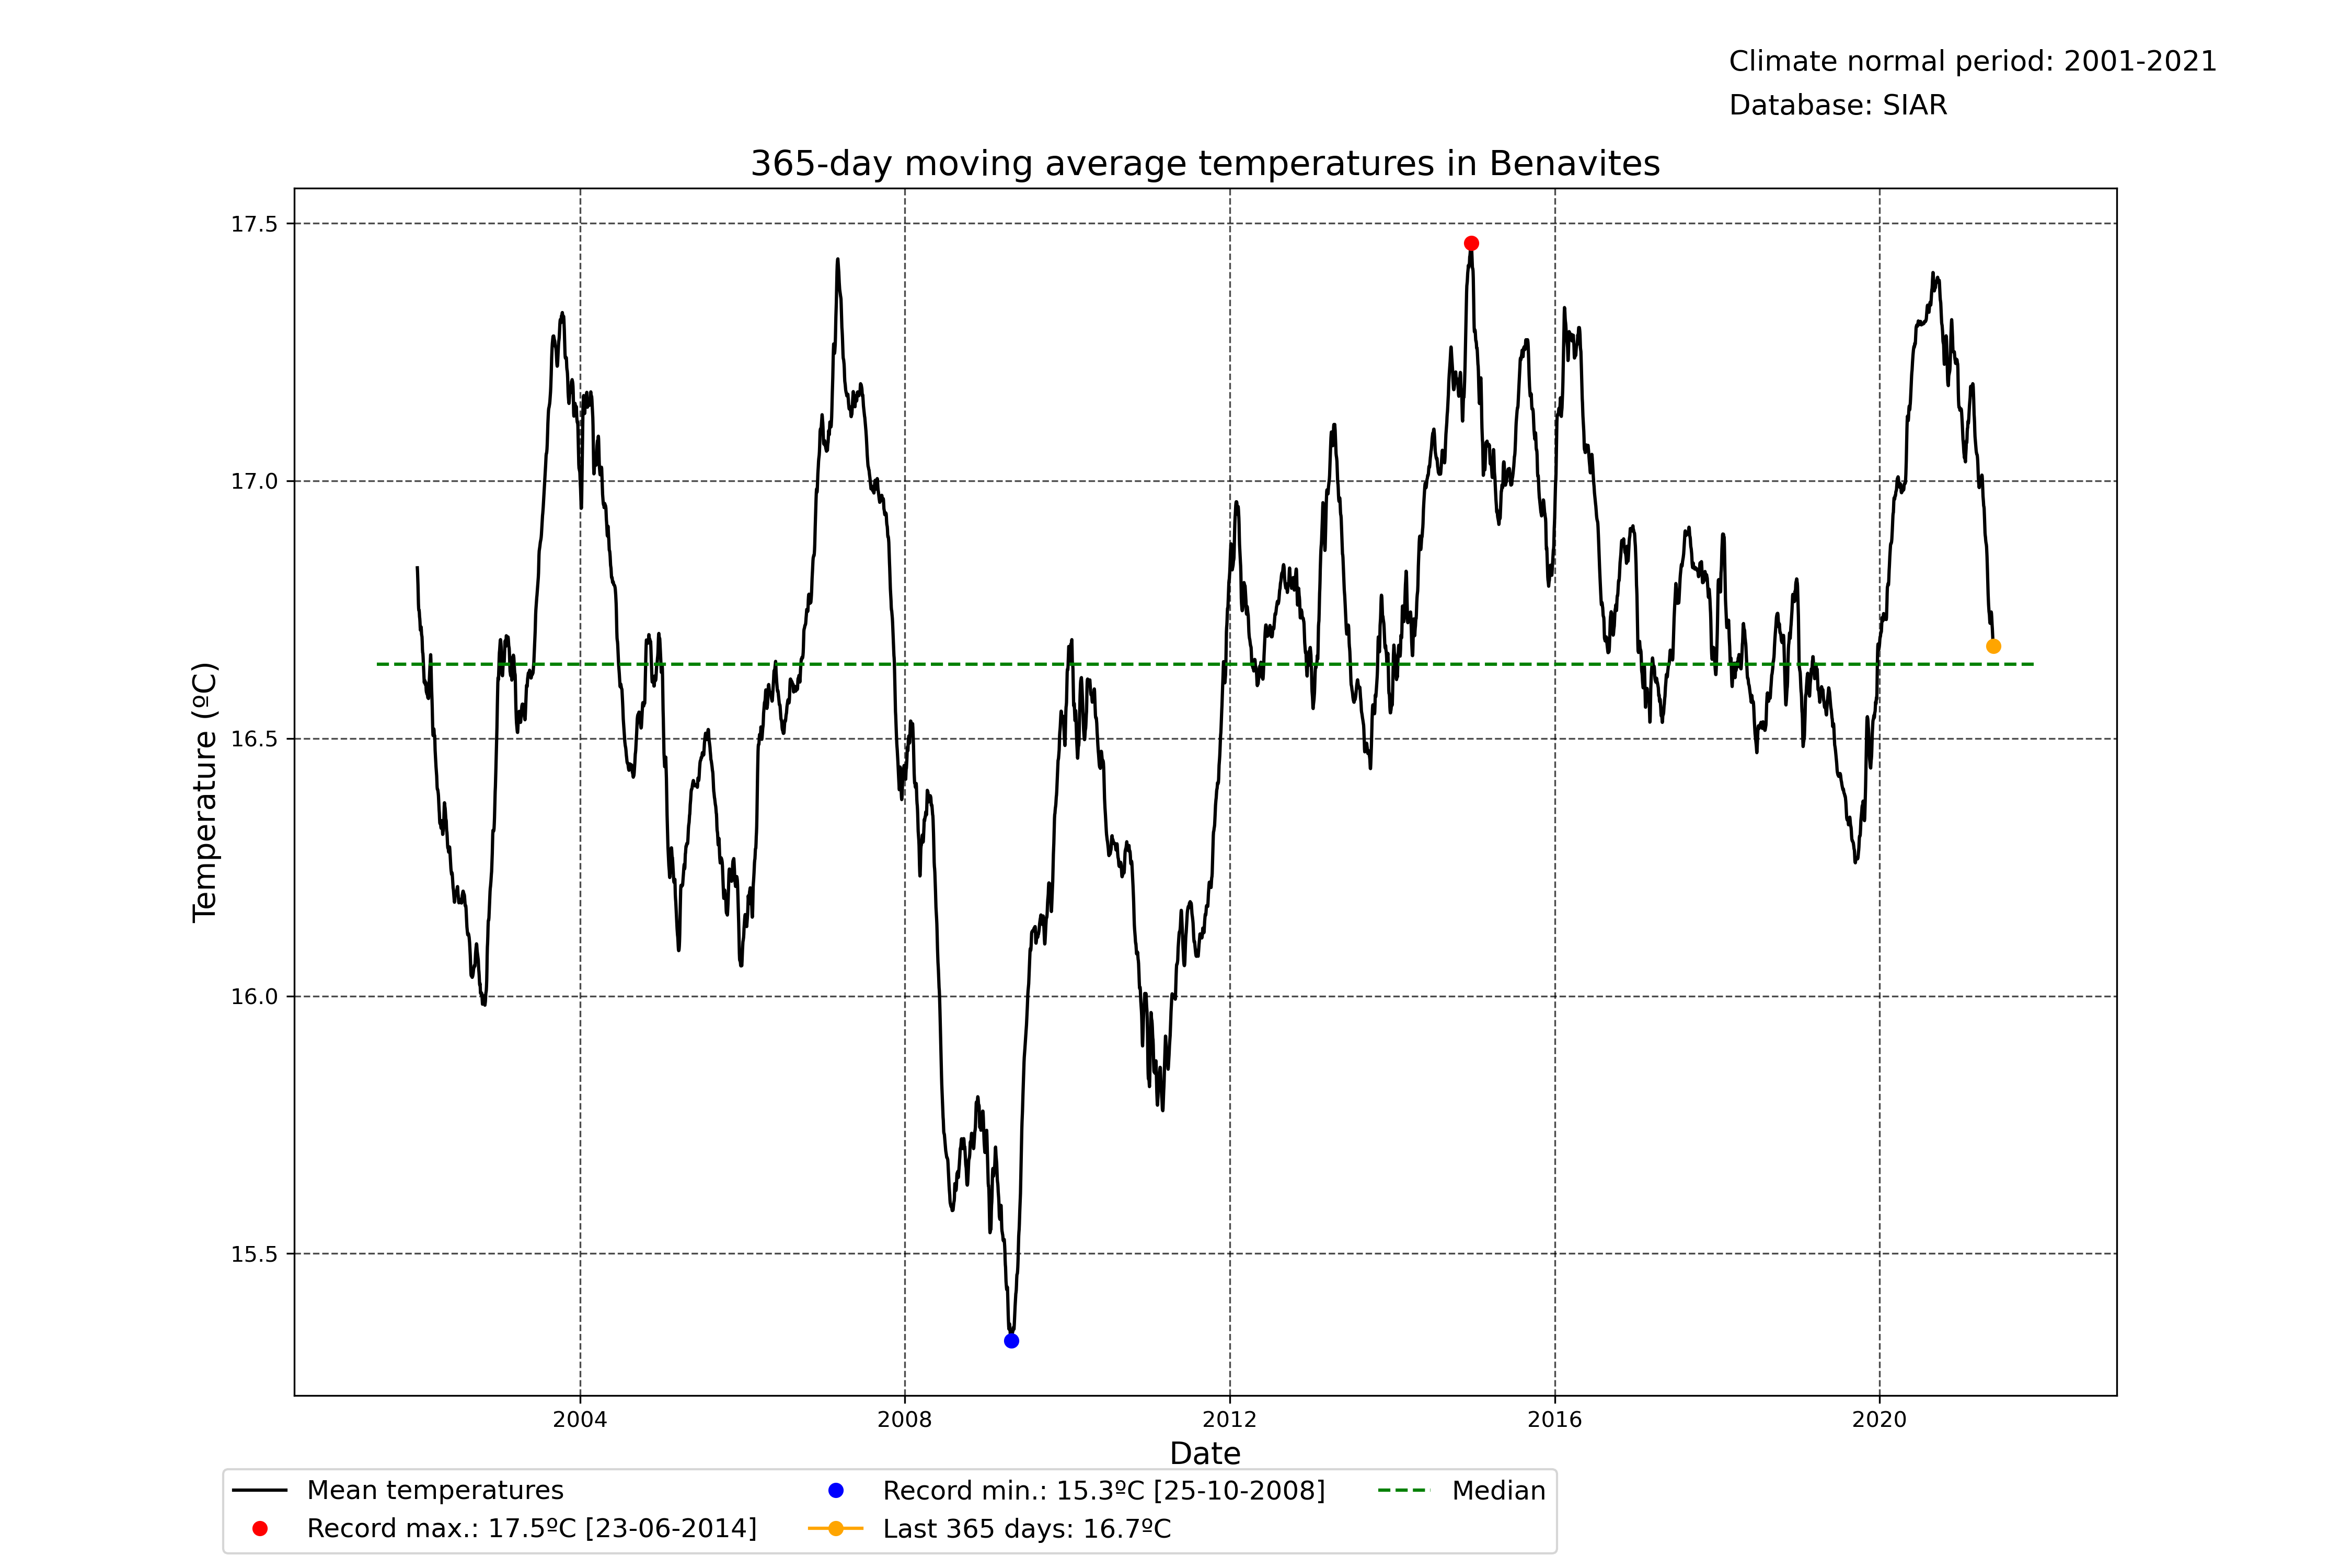 Climate normal period: 2001-2021
Database: SIAR
365-day moving average temperatures in Benavites
17.5
17.0
16.5
16.0
15.5
Temperature (ºC)
2004 2008 2012 2016 2020
Date
Mean temperatures
Record max.: 17.5ºC [23-06-2014]
Record min.: 15.3ºC [25-10-2008]
Last 365 days: 16.7ºC
Median